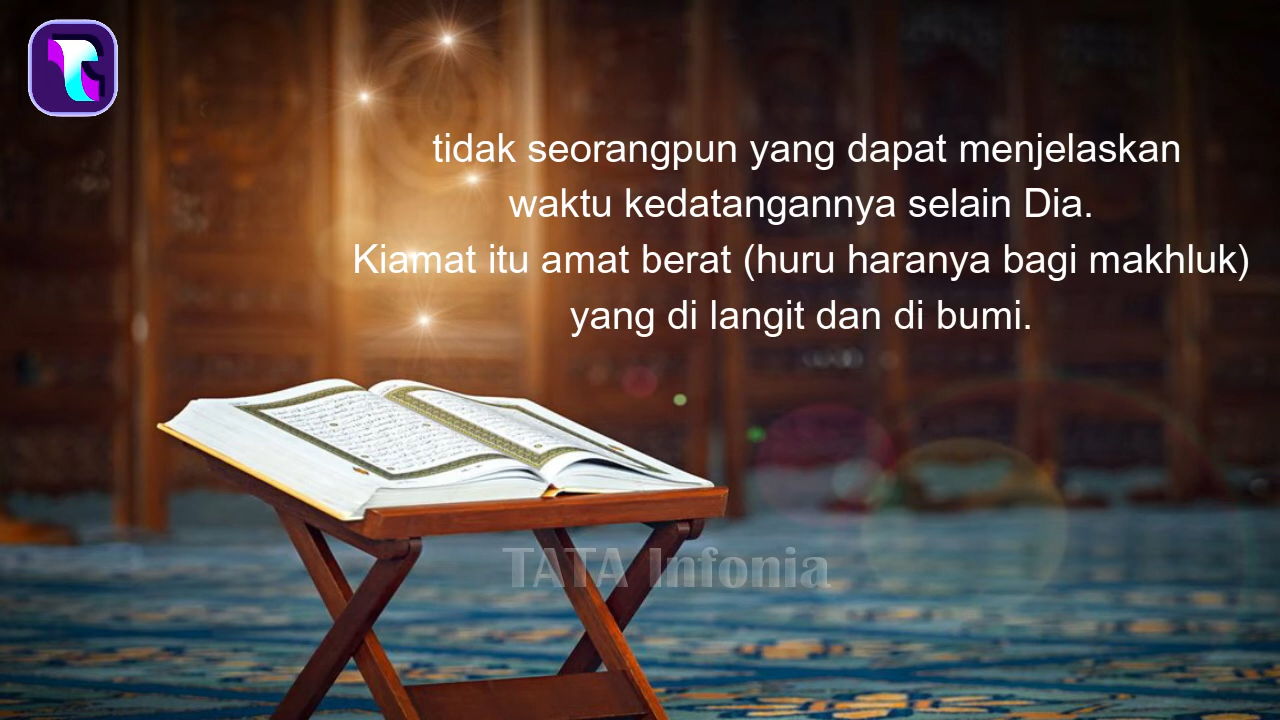 tidak seorangpun yang dapat menjelaskan
waktu kedatangannya selain Dia.
Kiamat itu amat berat (huru haranya bagi makhluk)
yang di langit dan di bumi.
TATA Infonia